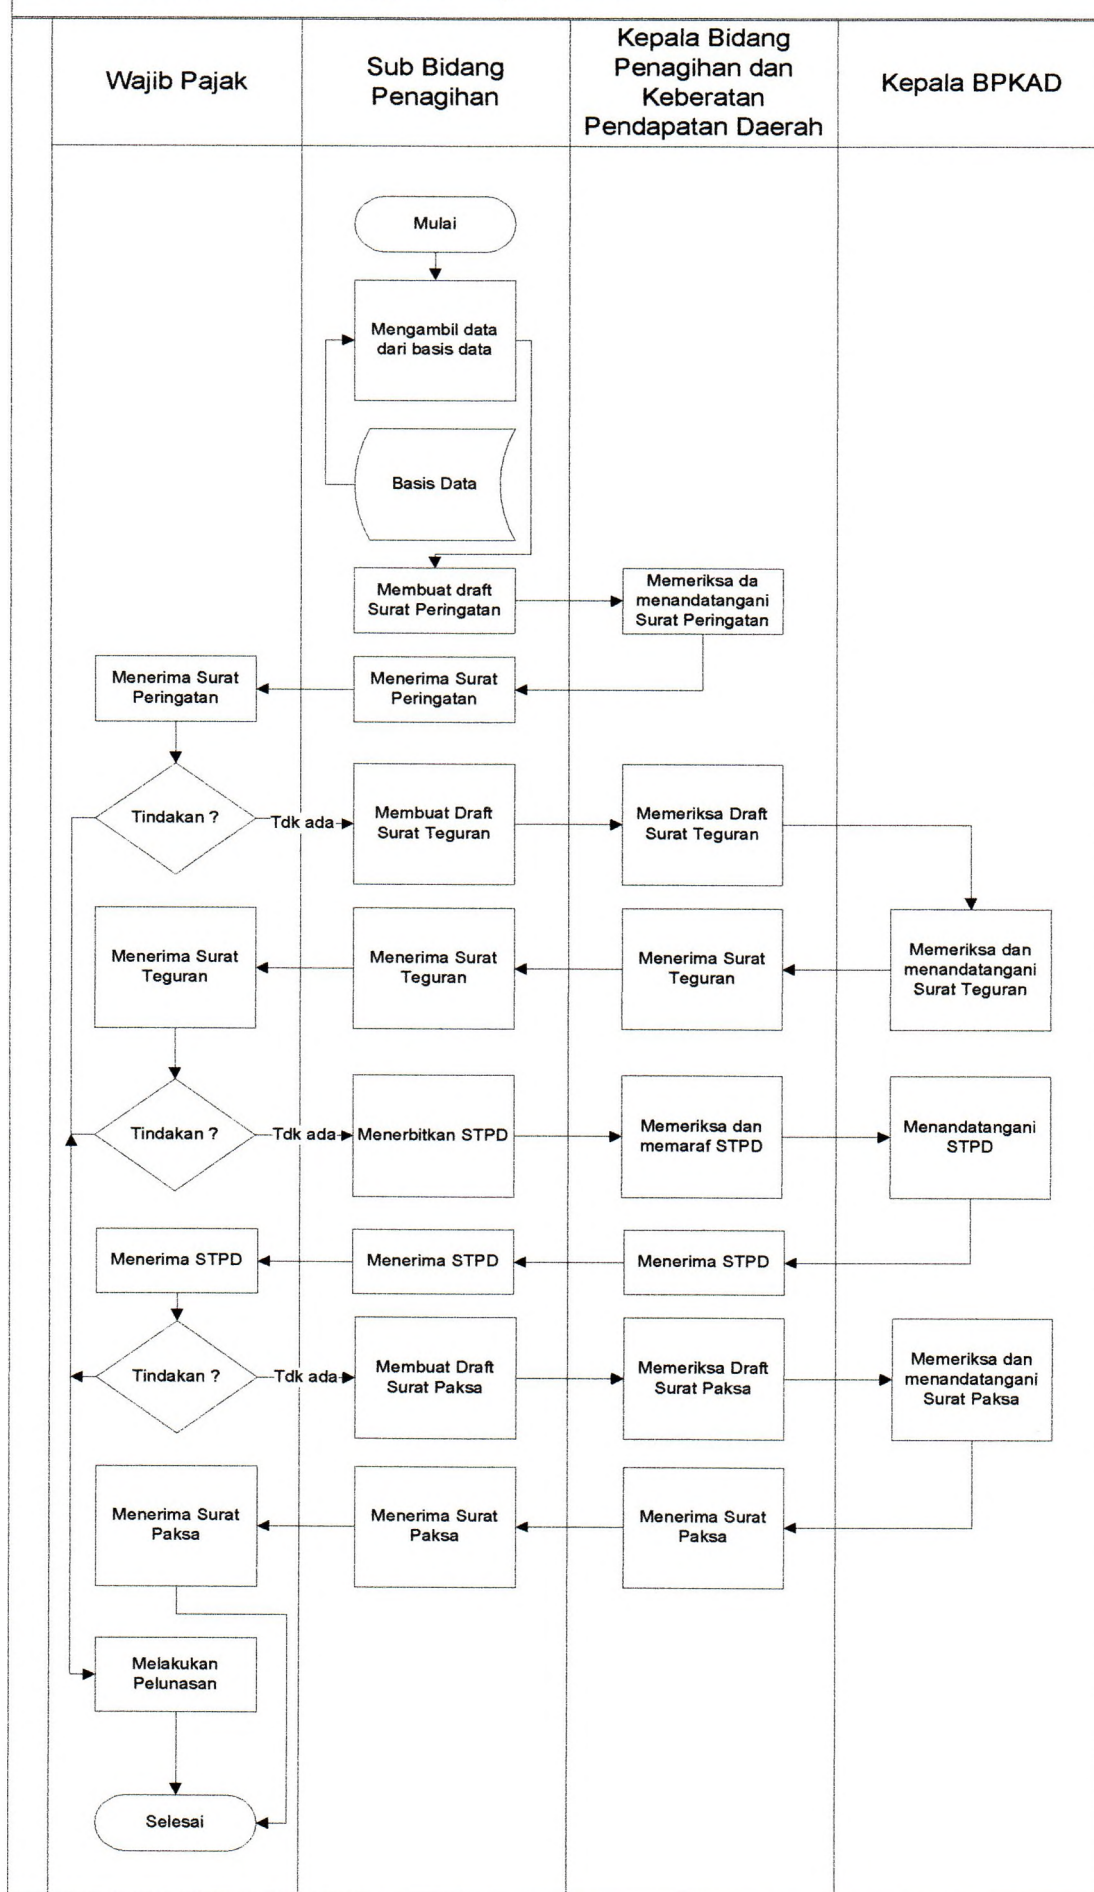 Wajib Pajak
Sub Bidang
Penagihan
Kepala Bidang
Penagihan dan
Keberatan
Pendapatan Daerah
Kepala BPKAD
Mulai
Mengambil data
dari basis data
Basis Data
Membuat draft
Surat Peringatan
Memeriksa da
menandatangani
Surat Peringatan
Menerima Surat
Peringatan
Menerima Surat
Peringatan
Tindakan ?
Tdk ada
Membuat Draft
Surat Teguran
Memeriksa Draft
Surat Teguran
Menerima Surat
Teguran
Menerima Surat
Teguran
Menerima Surat
Teguran
Memeriksa dan
menandatangani
Surat Teguran
Tindakan ?
Tdk ada
Menerbitkan STPD
Memeriksa dan
memaraf STPD
Menandatangani
STPD
Menerima STPD
Menerima STPD
Menerima STPD
Tindakan ?
Tdk ada
Membuat Draft
Surat Paksa
Memeriksa Draft
Surat Paksa
Memeriksa dan
menandatangani
Surat Paksa
Menerima Surat
Paksa
Menerima Surat
Paksa
Menerima Surat
Paksa
Melakukan
Pelunasan
Selesai